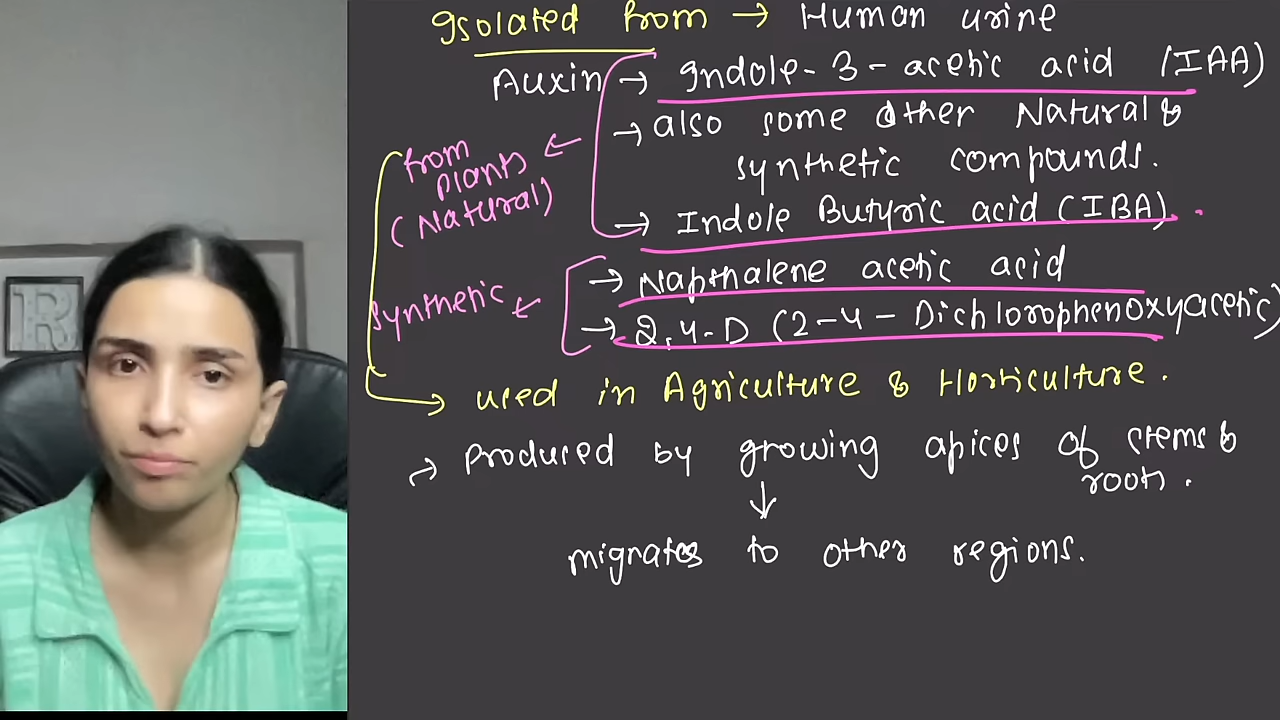 Isolated from → Human urine
Auxin → Indole-3-acetic acid (IAA)
→ also some other Natural &
synthetic compounds.
from
plants
(Natural)
→ Indole Butyric acid (IBA).
→ Napthalene acetic acid
synthetic
→ 2,4-D (2-4-Dichlorophenoxyacetic)
→ used in Agriculture & Horticulture.
→ Produced by growing apices of stems &
roots.
↓
migrates to other regions.
R